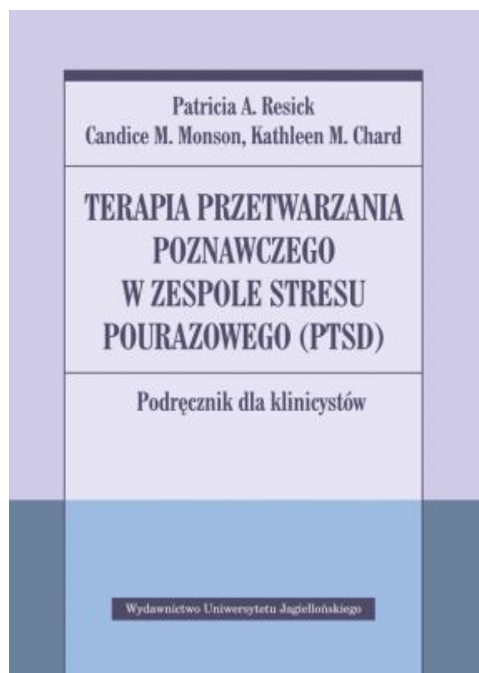 Patricia A. Resick
Candice M. Monson, Kathleen M. Chard
TERAPIA PRZETWARZANIA
POZNAWCZEGO
W ZESPOLE STRESU
POURAZOWEGO (PTSD)
Podręcznik dla klinicystów
Wydawnictwo Uniwersytetu Jagiellońskiego